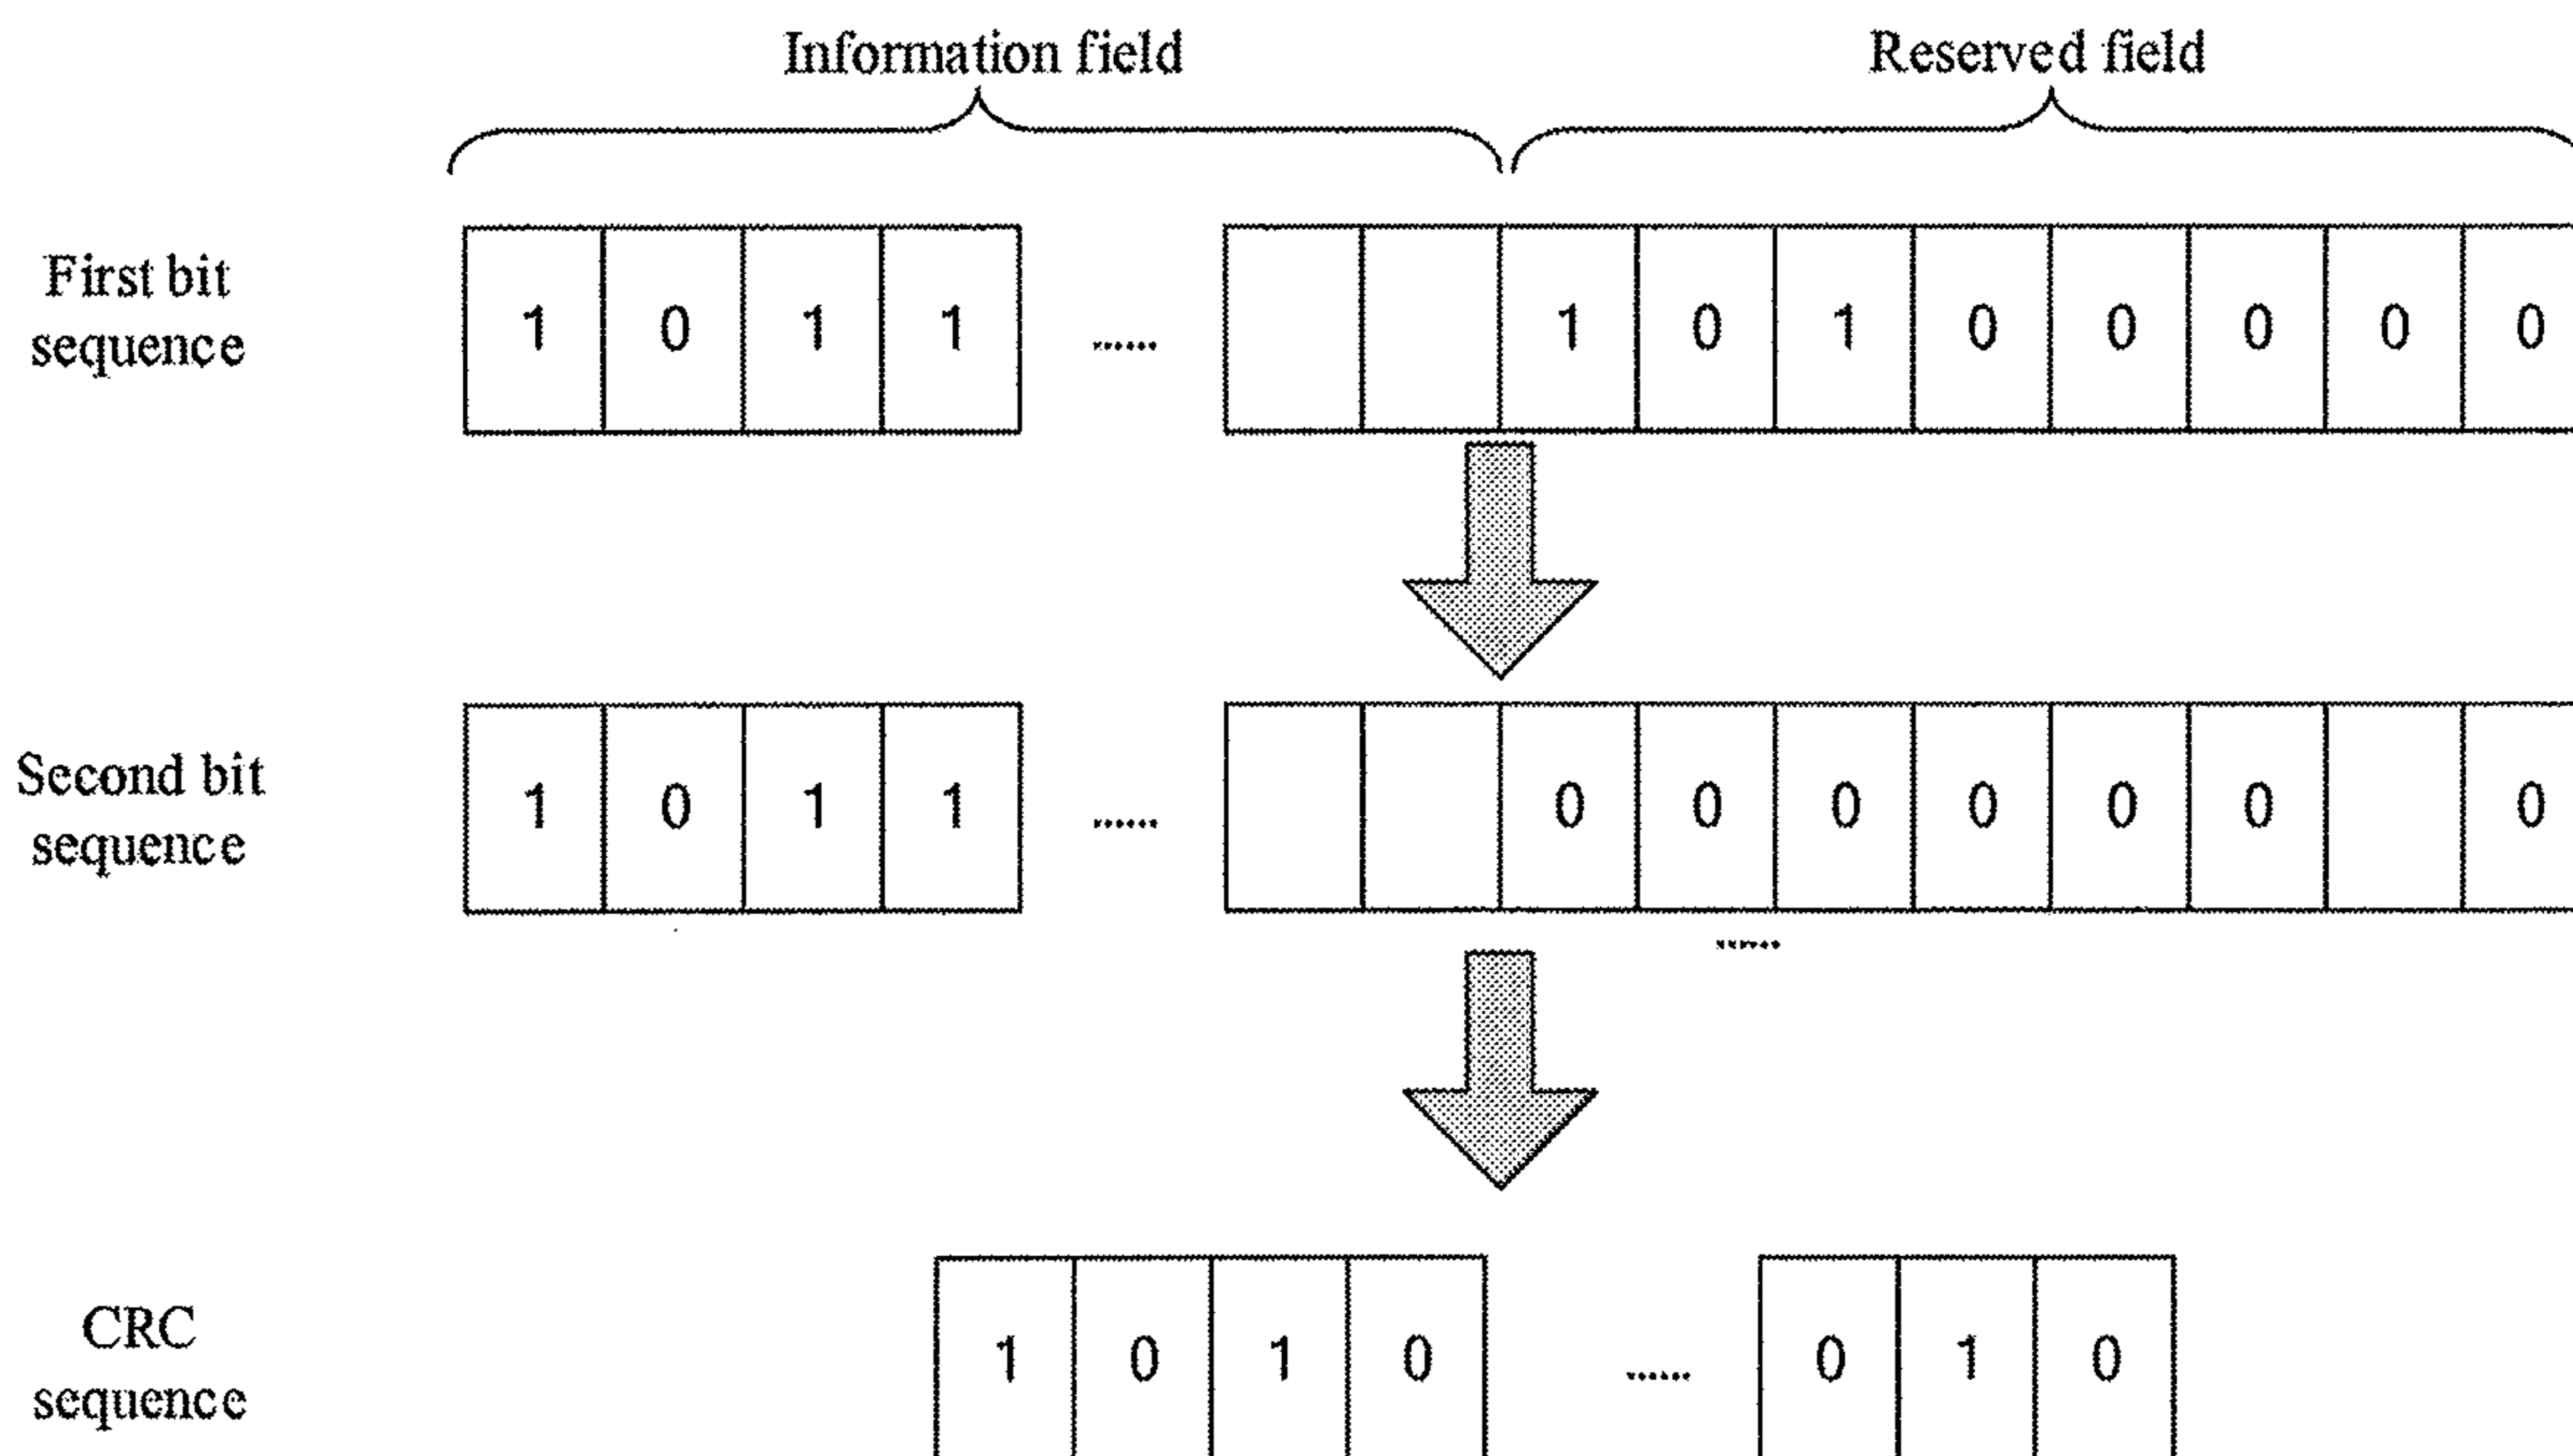 Information field
Reserved field
First bit
sequence
1 0 1 1 ...... 1 0 1 0 0 0 0 0
Second bit
sequence
1 0 1 1 ...... 0 0 0 0 0 0 0
......
CRC
sequence
1 0 1 0 ...... 0 1 0